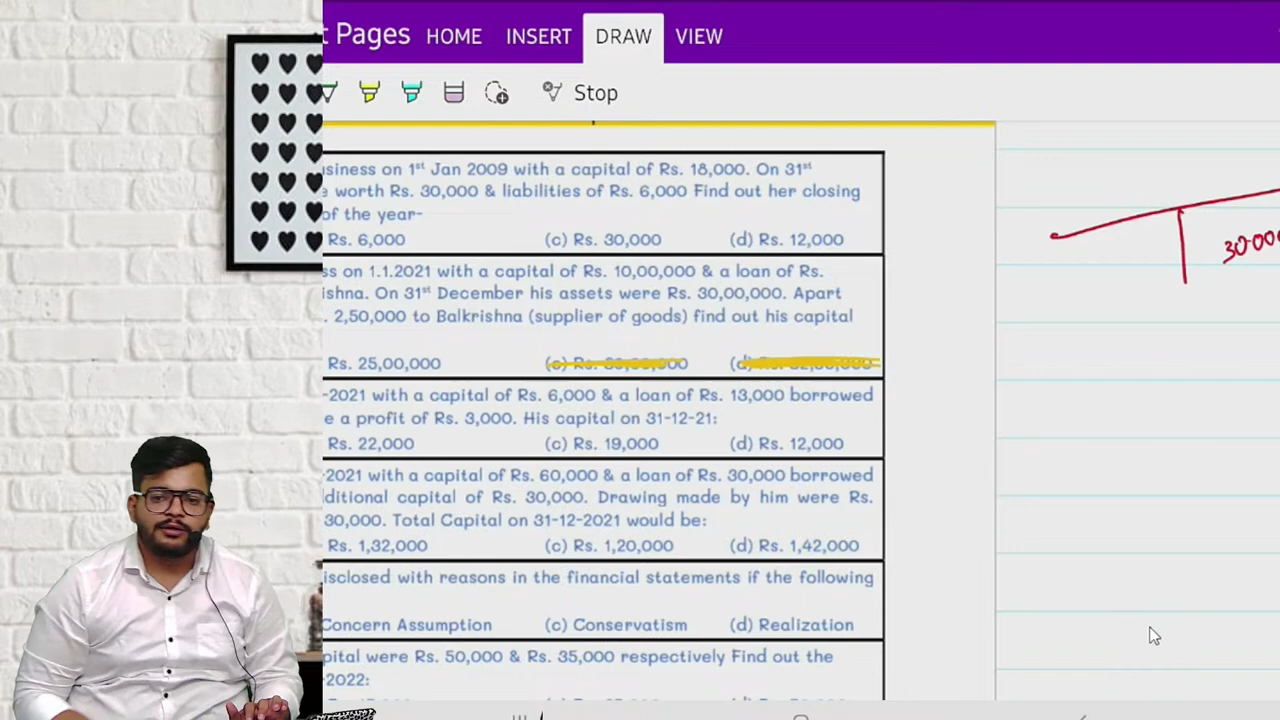 t Pages HOME INSERT DRAW VIEW
Stop
siness on 1st Jan 2009 with a capital of Rs. 18,000. On 31st
e worth Rs. 30,000 & liabilities of Rs. 6,000 Find out her closing
of the year-
Rs. 6,000 (c) Rs. 30,000 (d) Rs. 12,000
ss on 1.1.2021 with a capital of Rs. 10,00,000 & a loan of Rs.
ishna. On 31st December his assets were Rs. 30,00,000. Apart
. 2,50,000 to Balkrishna (supplier of goods) find out his capital
Rs. 25,00,000
-2021 with a capital of Rs. 6,000 & a loan of Rs. 13,000 borrowed
e a profit of Rs. 3,000. His capital on 31-12-21:
Rs. 22,000 (c) Rs. 19,000 (d) Rs. 12,000
2021 with a capital of Rs. 60,000 & a loan of Rs. 30,000 borrowed
ditional capital of Rs. 30,000. Drawing made by him were Rs.
30,000. Total Capital on 31-12-2021 would be:
Rs. 1,32,000 (c) Rs. 1,20,000 (d) Rs. 1,42,000
isclosed with reasons in the financial statements if the following
Concern Assumption (c) Conservatism (d) Realization
pital were Rs. 50,000 & Rs. 35,000 respectively Find out the
-2022: